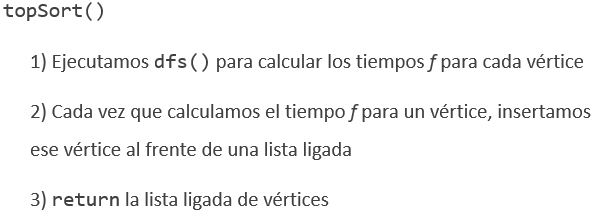 topSort()
1) Ejecutamos dfs() para calcular los tiempos f para cada vértice
2) Cada vez que calculamos el tiempo f para un vértice, insertamos
ese vértice al frente de una lista ligada
3) return la lista ligada de vértices